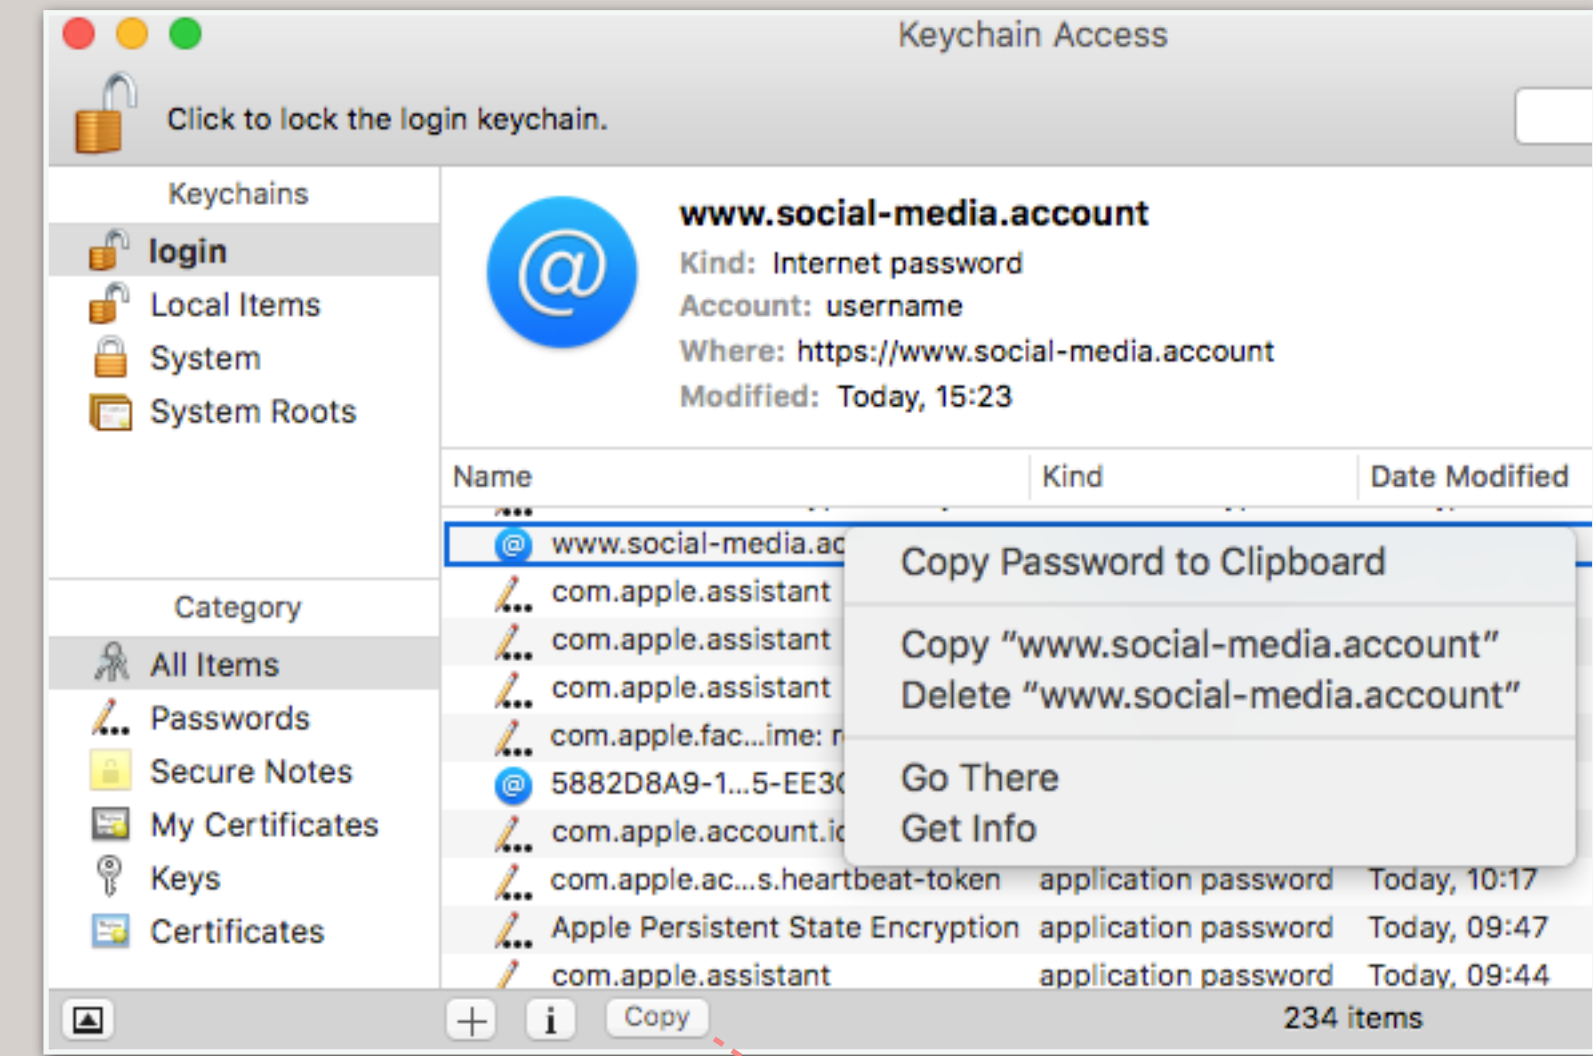 Keychain Access
Click to lock the login keychain.
Keychains
login
Local Items
System
System Roots
Category
All Items
Passwords
Secure Notes
My Certificates
Keys
Certificates
@
www.social-media.account
Kind: Internet password
Account: username
Where: https://www.social-media.account
Modified: Today, 15:23
Name Kind Date Modified
@ www.social-media.ac
com.apple.assistant
com.apple.assistant
com.apple.assistant
com.apple.fac...ime: r
@ 5882D8A9-1...5-EE3
com.apple.account.i
com.apple.ac...s.heartbeat-token application password Today, 10:17
Apple Persistent State Encryption application password Today, 09:47
com.apple.assistant application password Today, 09:44
Copy Password to Clipboard
Copy “www.social-media.account”
Delete “www.social-media.account”
Go There
Get Info
+ i Copy 234 items